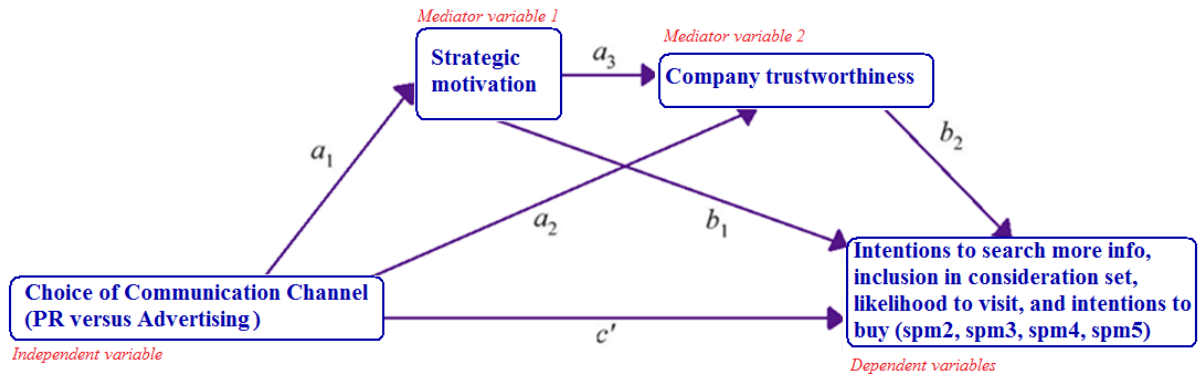 Mediator variable 1
Strategic
motivation
a3
Mediator variable 2
Company trustworthiness
a1
b2
a2
b1
Choice of Communication Channel
(PR versus Advertising )
Independent variable
c'
Intentions to search more info,
inclusion in consideration set,
likelihood to visit, and intentions to
buy (spm2, spm3, spm4, spm5)
Dependent variables